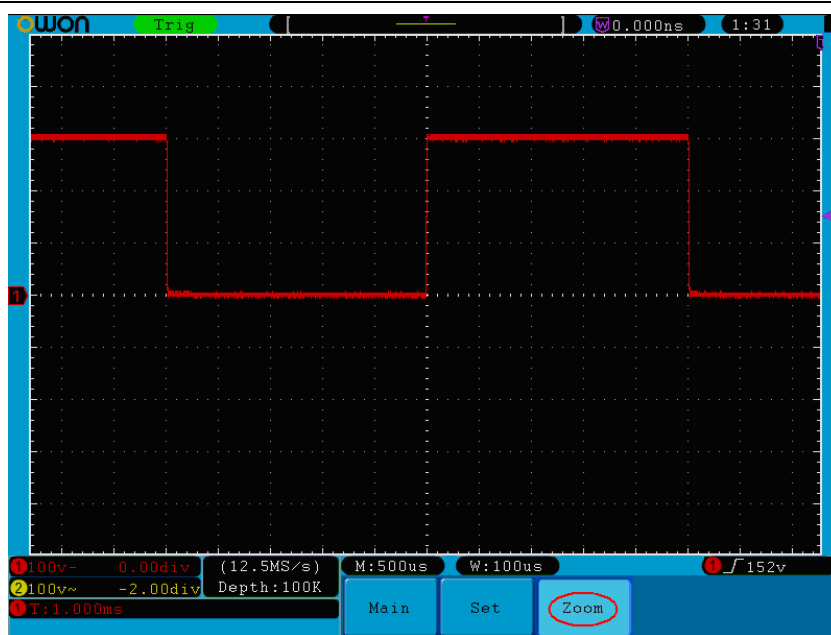 owon Trig [ T ] W 0.000ns 1:31
T
1
1 100v- 0.00div (12.5MS/s) M:500us W:100us 1 152v
2 100v~ -2.00div Depth:100K
1 T:1.000ms Main Set Zoom